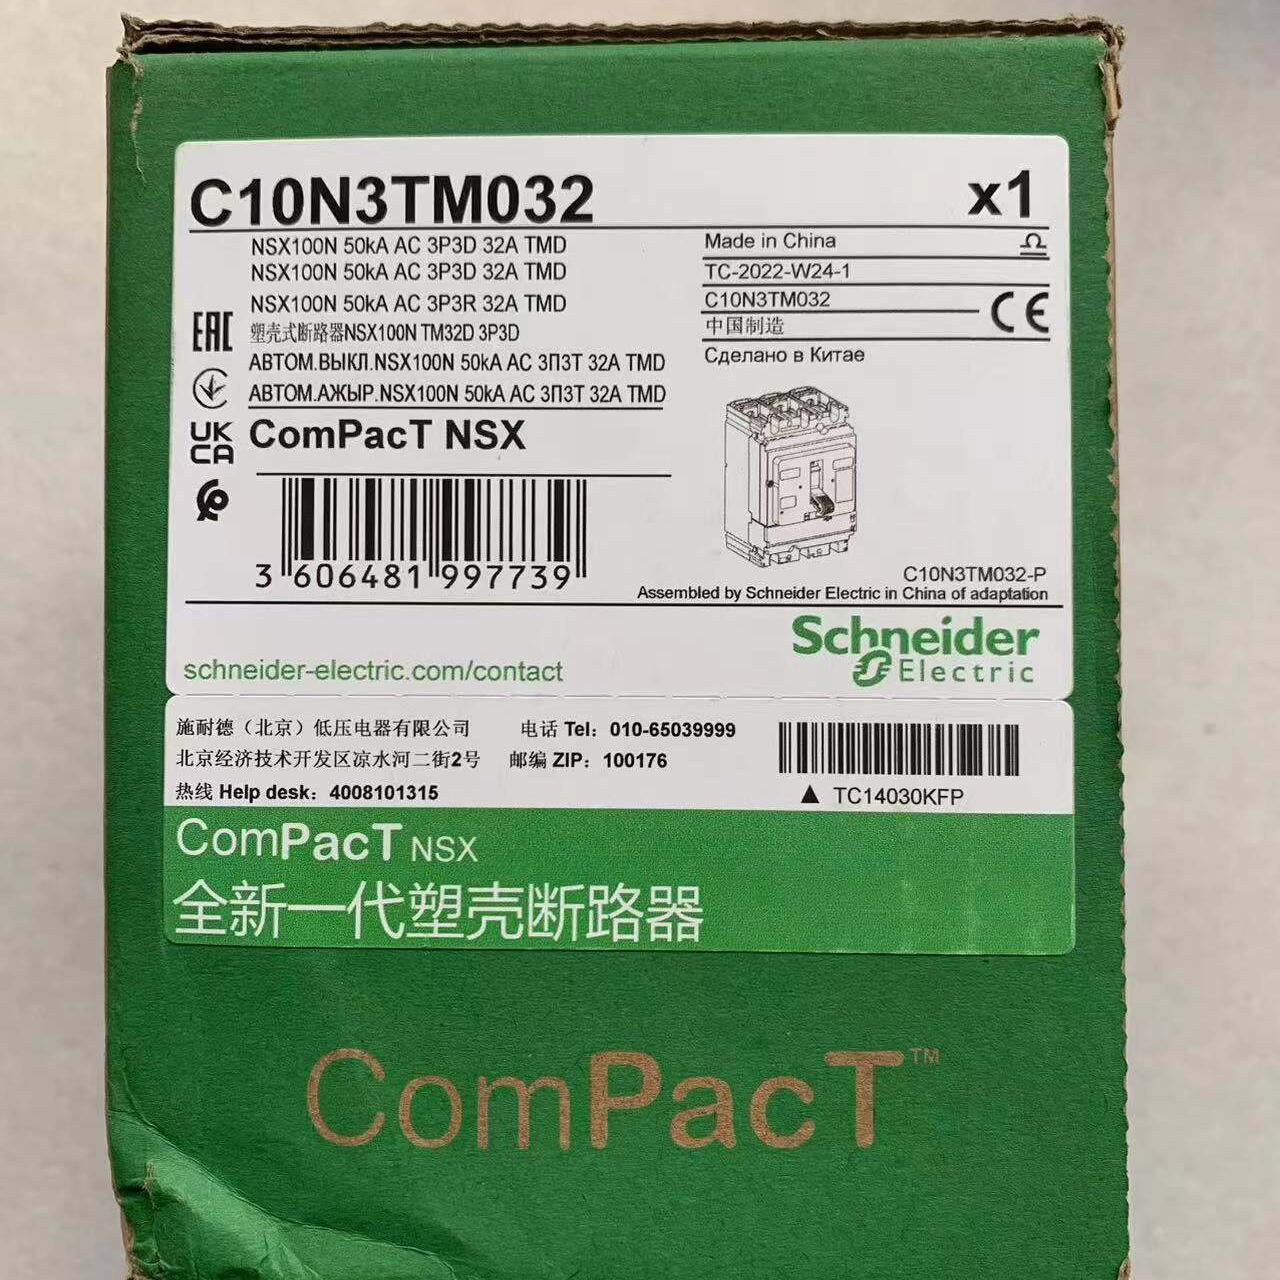 C10N3TM032
x1
NSX100N 50kA AC 3P3D 32A TMD
NSX100N 50kA AC 3P3D 32A TMD
NSX100N 50kA AC 3P3R 32A TMD
塑壳式断路器NSX100N TM32D 3P3D
АВТОМ.ВЫКЛ.NSX100N 50kA AC 3П3Т 32A TMD
АВТОМ.АЖЫР.NSX100N 50kA AC 3П3Т 32A TMD
ComPacT NSX
Made in China
TC-2022-W24-1
C10N3TM032
中国制造
Сделано в Китае
CE
EAC
UK
CA
3 606481 997739
C10N3TM032-P
Assembled by Schneider Electric in China of adaptation
schneider-electric.com/contact
Schneider
Electric
施耐德（北京）低压电器有限公司 电话 Tel：010-65039999
北京经济技术开发区凉水河二街2号 邮编 ZIP：100176
热线 Help desk：4008101315
▲ TC14030KFP
ComPacT NSX
全新一代塑壳断路器
ComPacT™